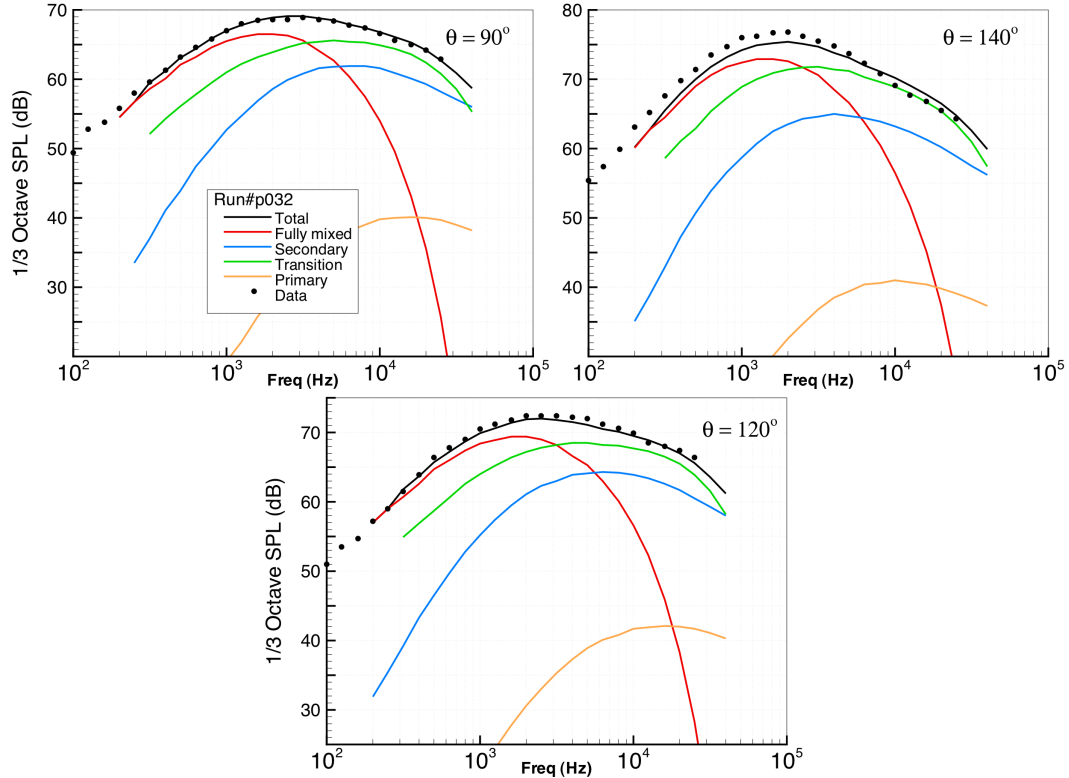 80
70
60
50
40
30
1/3 Octave SPL (dB)
θ = 90°
Run#p032
Total
Fully mixed
Secondary
Transition
Primary
Data
10² 10³ 10⁴ 10⁵
Freq (Hz)
80
70
60
50
40
θ = 140°
10² 10³ 10⁴ 10⁵
Freq (Hz)
70
60
50
40
30
1/3 Octave SPL (dB)
θ = 120°
10² 10³ 10⁴ 10⁵
Freq (Hz)